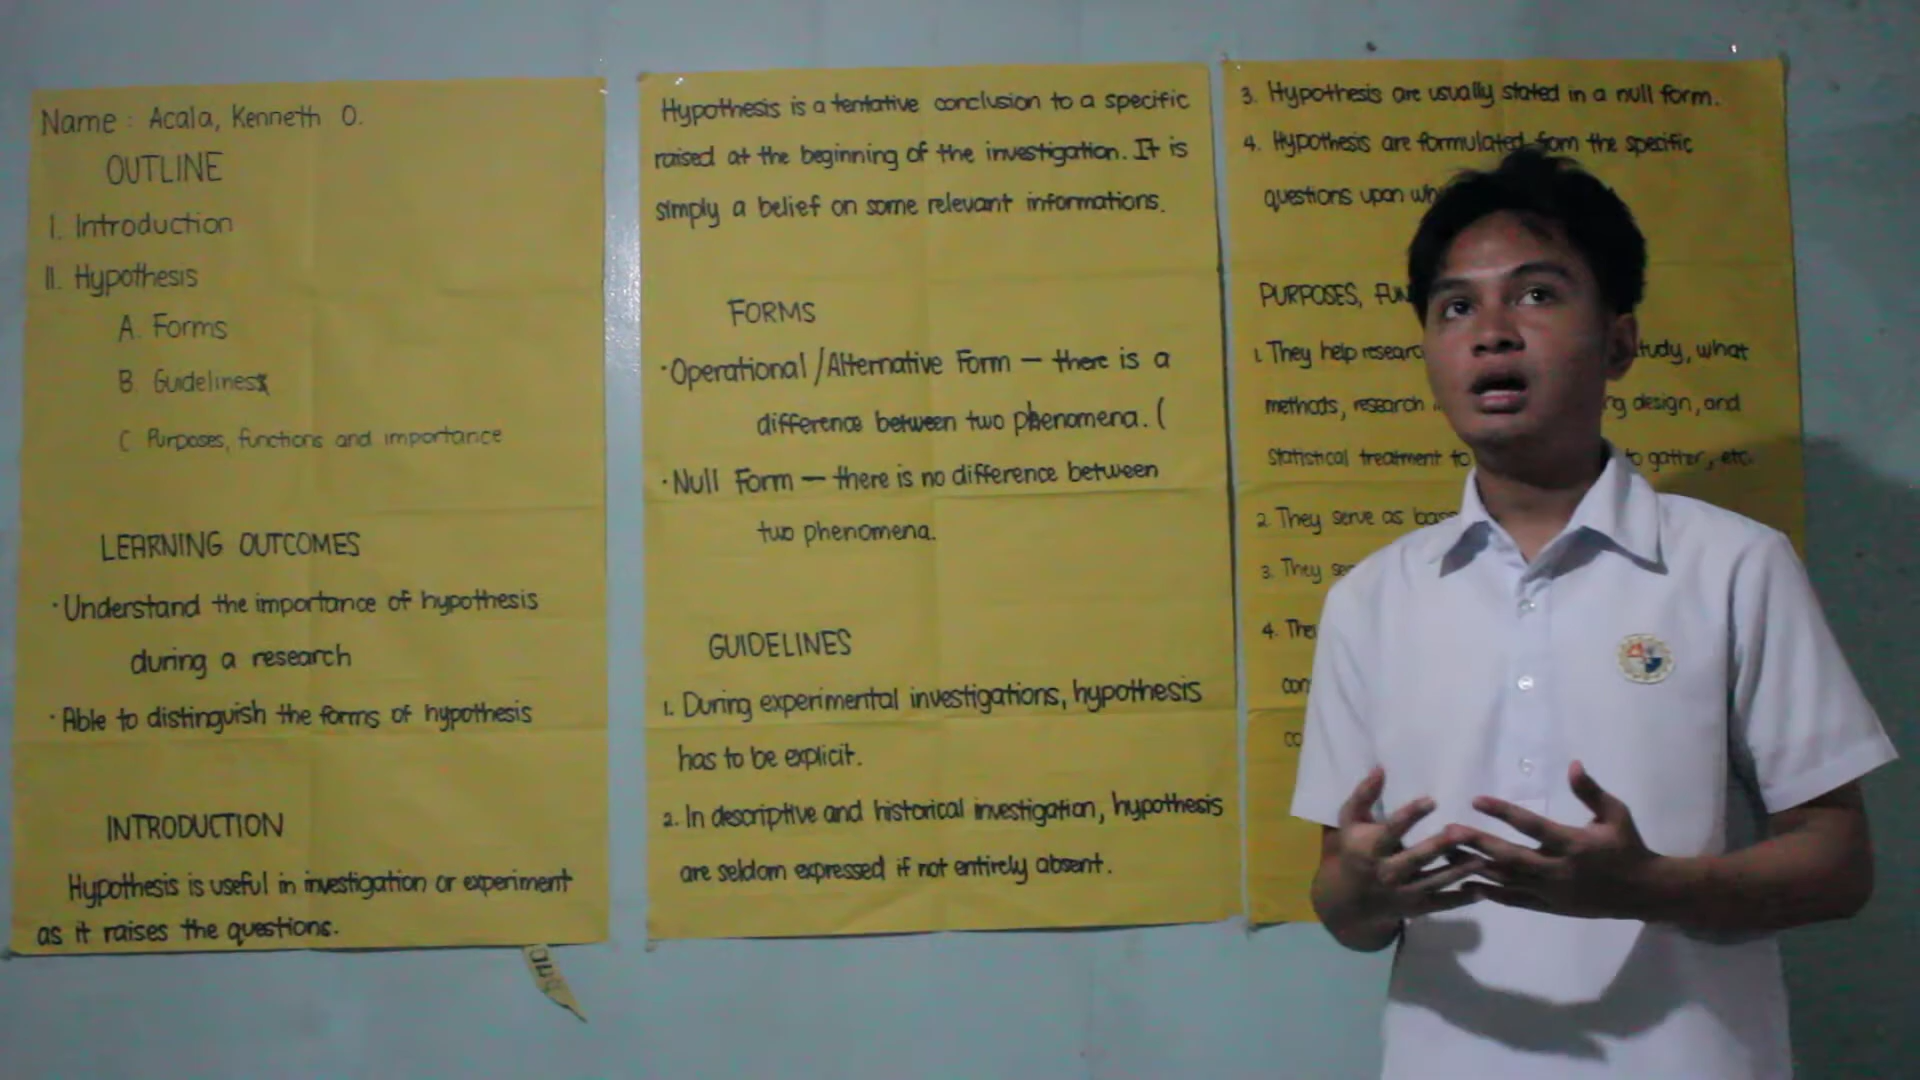 Name : Acala, Kenneth O.
OUTLINE
I. Introduction
II. Hypothesis
A. Forms
B. Guidelines
C. Purposes, functions and importance
LEARNING OUTCOMES
· Understand the importance of hypothesis
during a research
· Able to distinguish the forms of hypothesis
INTRODUCTION
Hypothesis is useful in investigation or experiment
as it raises the questions.
Hypothesis is a tentative conclusion to a specific
raised at the beginning of the investigation. It is
simply a belief on some relevant informations.
FORMS
· Operational / Alternative Form — there is a
difference between two phenomena. (
· Null Form — there is no difference between
two phenomena.
GUIDELINES
1. During experimental investigations, hypothesis
has to be explicit.
2. In descriptive and historical investigation, hypothesis
are seldom expressed if not entirely absent.
3. Hypothesis are usually stated in a null form.
4. Hypothesis are formulated from the specific
questions upon
PURPOSES,
1. They help what
methods, research design, and
statistical treatment to to gather, etc.
2. They serve as
3. They
4.